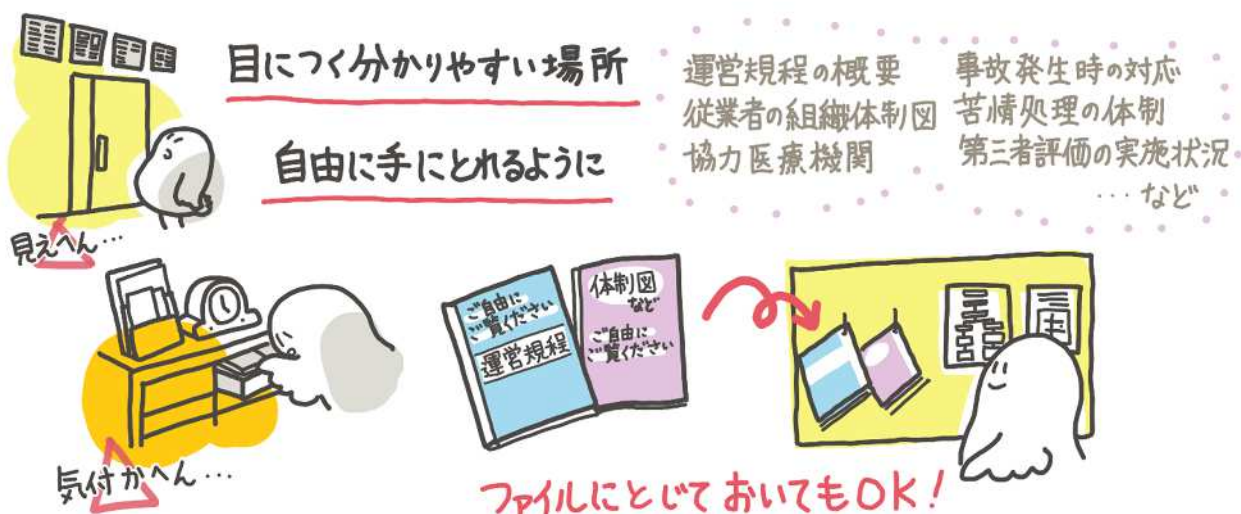 目につく分かりやすい場所
自由に手にとれるように
運営規程の概要
従業者の組織体制図
協力医療機関
事故発生時の対応
苦情処理の体制
第三者評価の実施状況
…など
見えへん…
気付かへん…
ご自由に
ご覧ください
運営規程
体制図
など
ご自由に
ご覧ください
ファイルにとじておいてもOK!